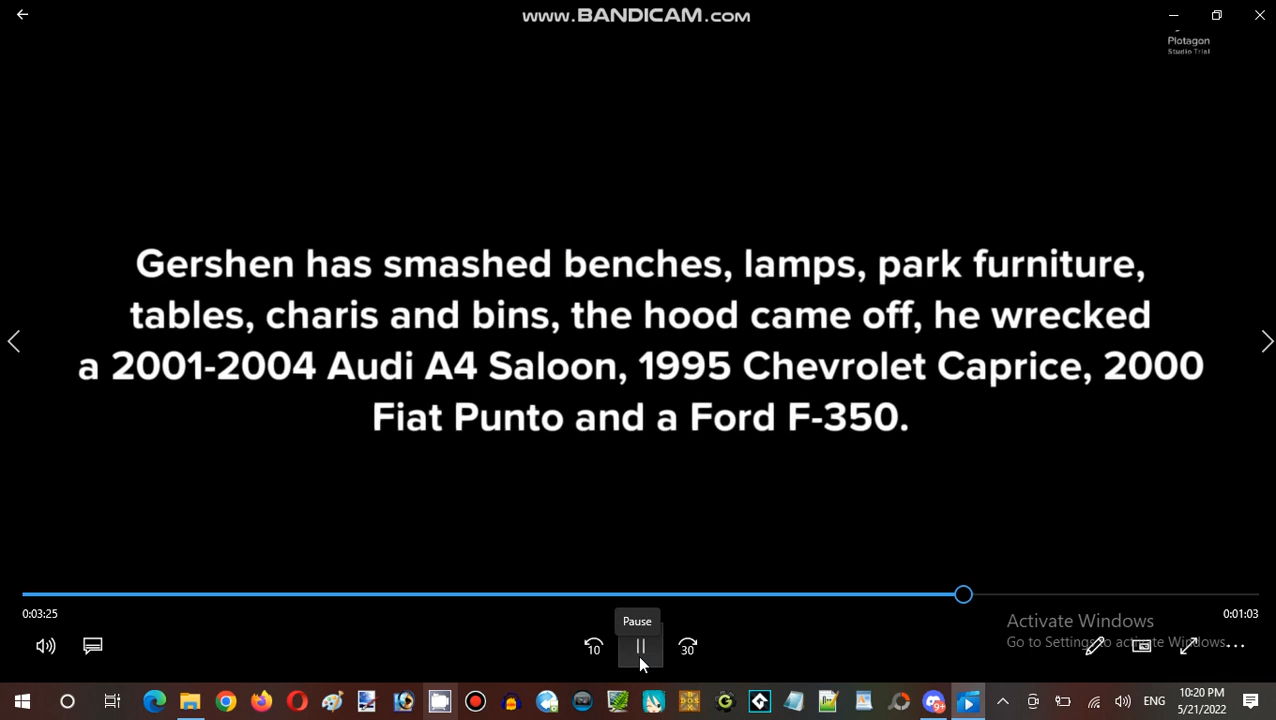 www.BANDICAM.com
Plotagon
Studio Trial
Gershen has smashed benches, lamps, park furniture,
tables, charis and bins, the hood came off, he wrecked
a 2001-2004 Audi A4 Saloon, 1995 Chevrolet Caprice, 2000
Fiat Punto and a Ford F-350.
0:03:25
0:01:03
Pause
10
30
Activate Windows
Go to Settings to activate Windows.
ENG
10:20 PM
5/21/2022